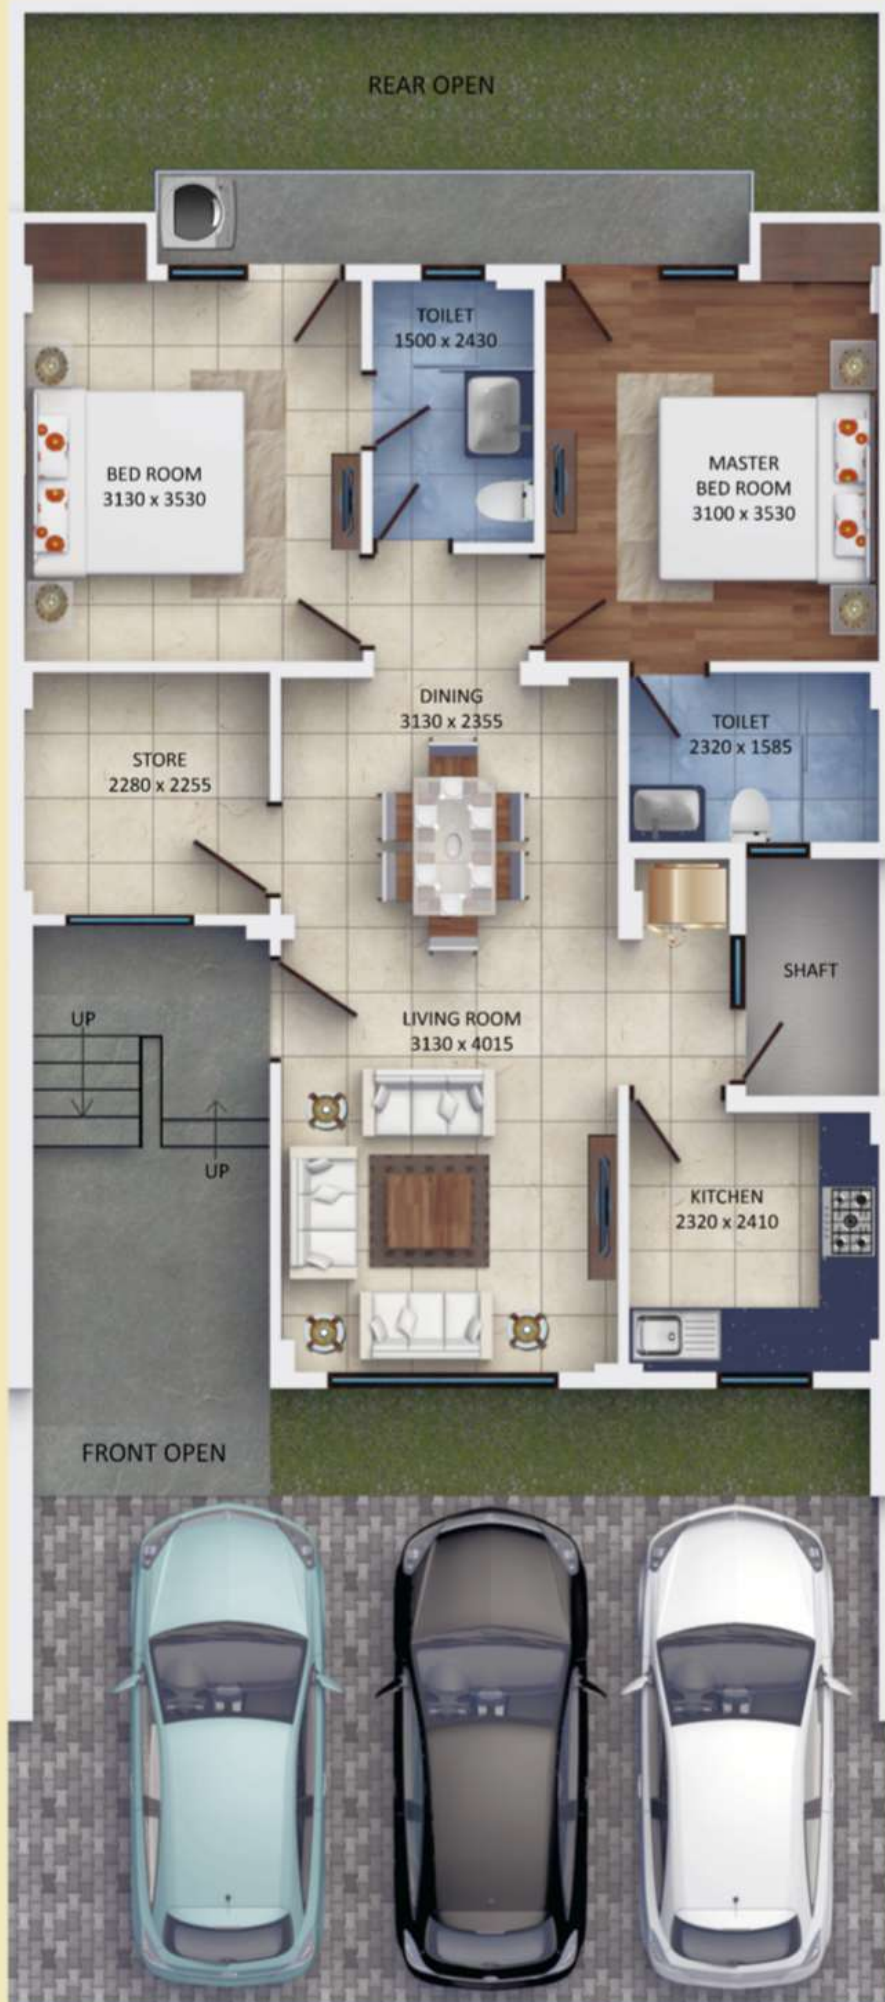 REAR OPEN
TOILET
1500 x 2430
BED ROOM
3130 x 3530
MASTER
BED ROOM
3100 x 3530
DINING
3130 x 2355
TOILET
2320 x 1585
STORE
2280 x 2255
SHAFT
UP
LIVING ROOM
3130 x 4015
UP
KITCHEN
2320 x 2410
FRONT OPEN